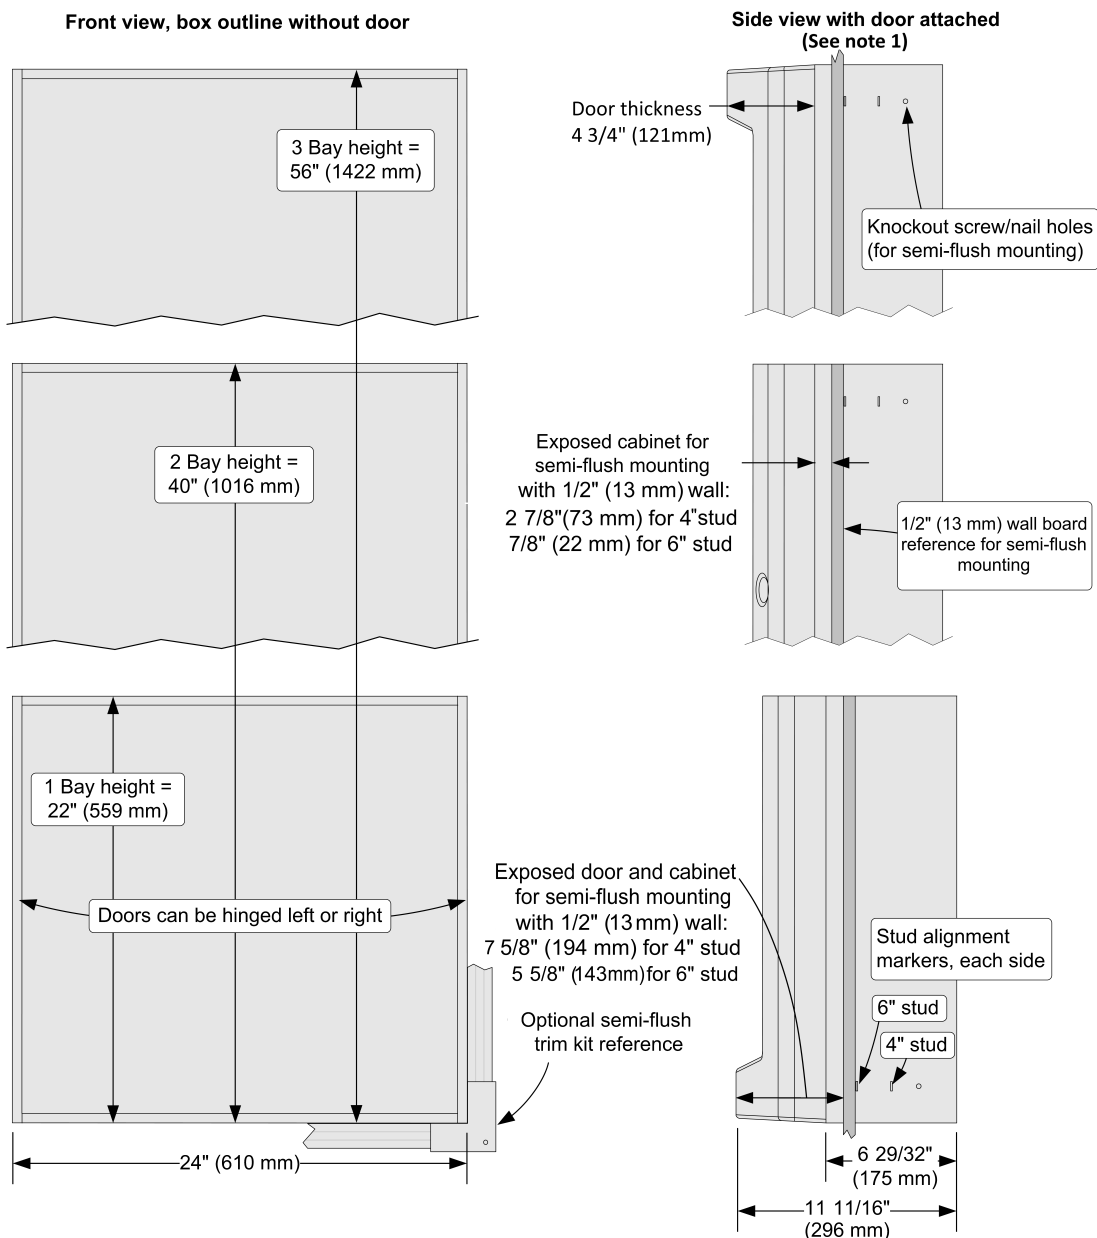 Front view, box outline without door
Side view with door attached
(See note 1)
3 Bay height =
56" (1422 mm)
Door thickness
4 3/4" (121mm)
Knockout screw/nail holes
(for semi-flush mounting)
2 Bay height =
40" (1016 mm)
Exposed cabinet for
semi-flush mounting
with 1/2" (13 mm) wall:
2 7/8"(73 mm) for 4"stud
7/8" (22 mm) for 6" stud
1/2" (13 mm) wall board
reference for semi-flush
mounting
1 Bay height =
22" (559 mm)
Doors can be hinged left or right
Exposed door and cabinet
for semi-flush mounting
with 1/2" (13 mm) wall:
7 5/8" (194 mm) for 4" stud
5 5/8" (143mm) for 6" stud
Stud alignment
markers, each side
6" stud
4" stud
Optional semi-flush
trim kit reference
24" (610 mm)
6 29/32"
(175 mm)
11 11/16"
(296 mm)